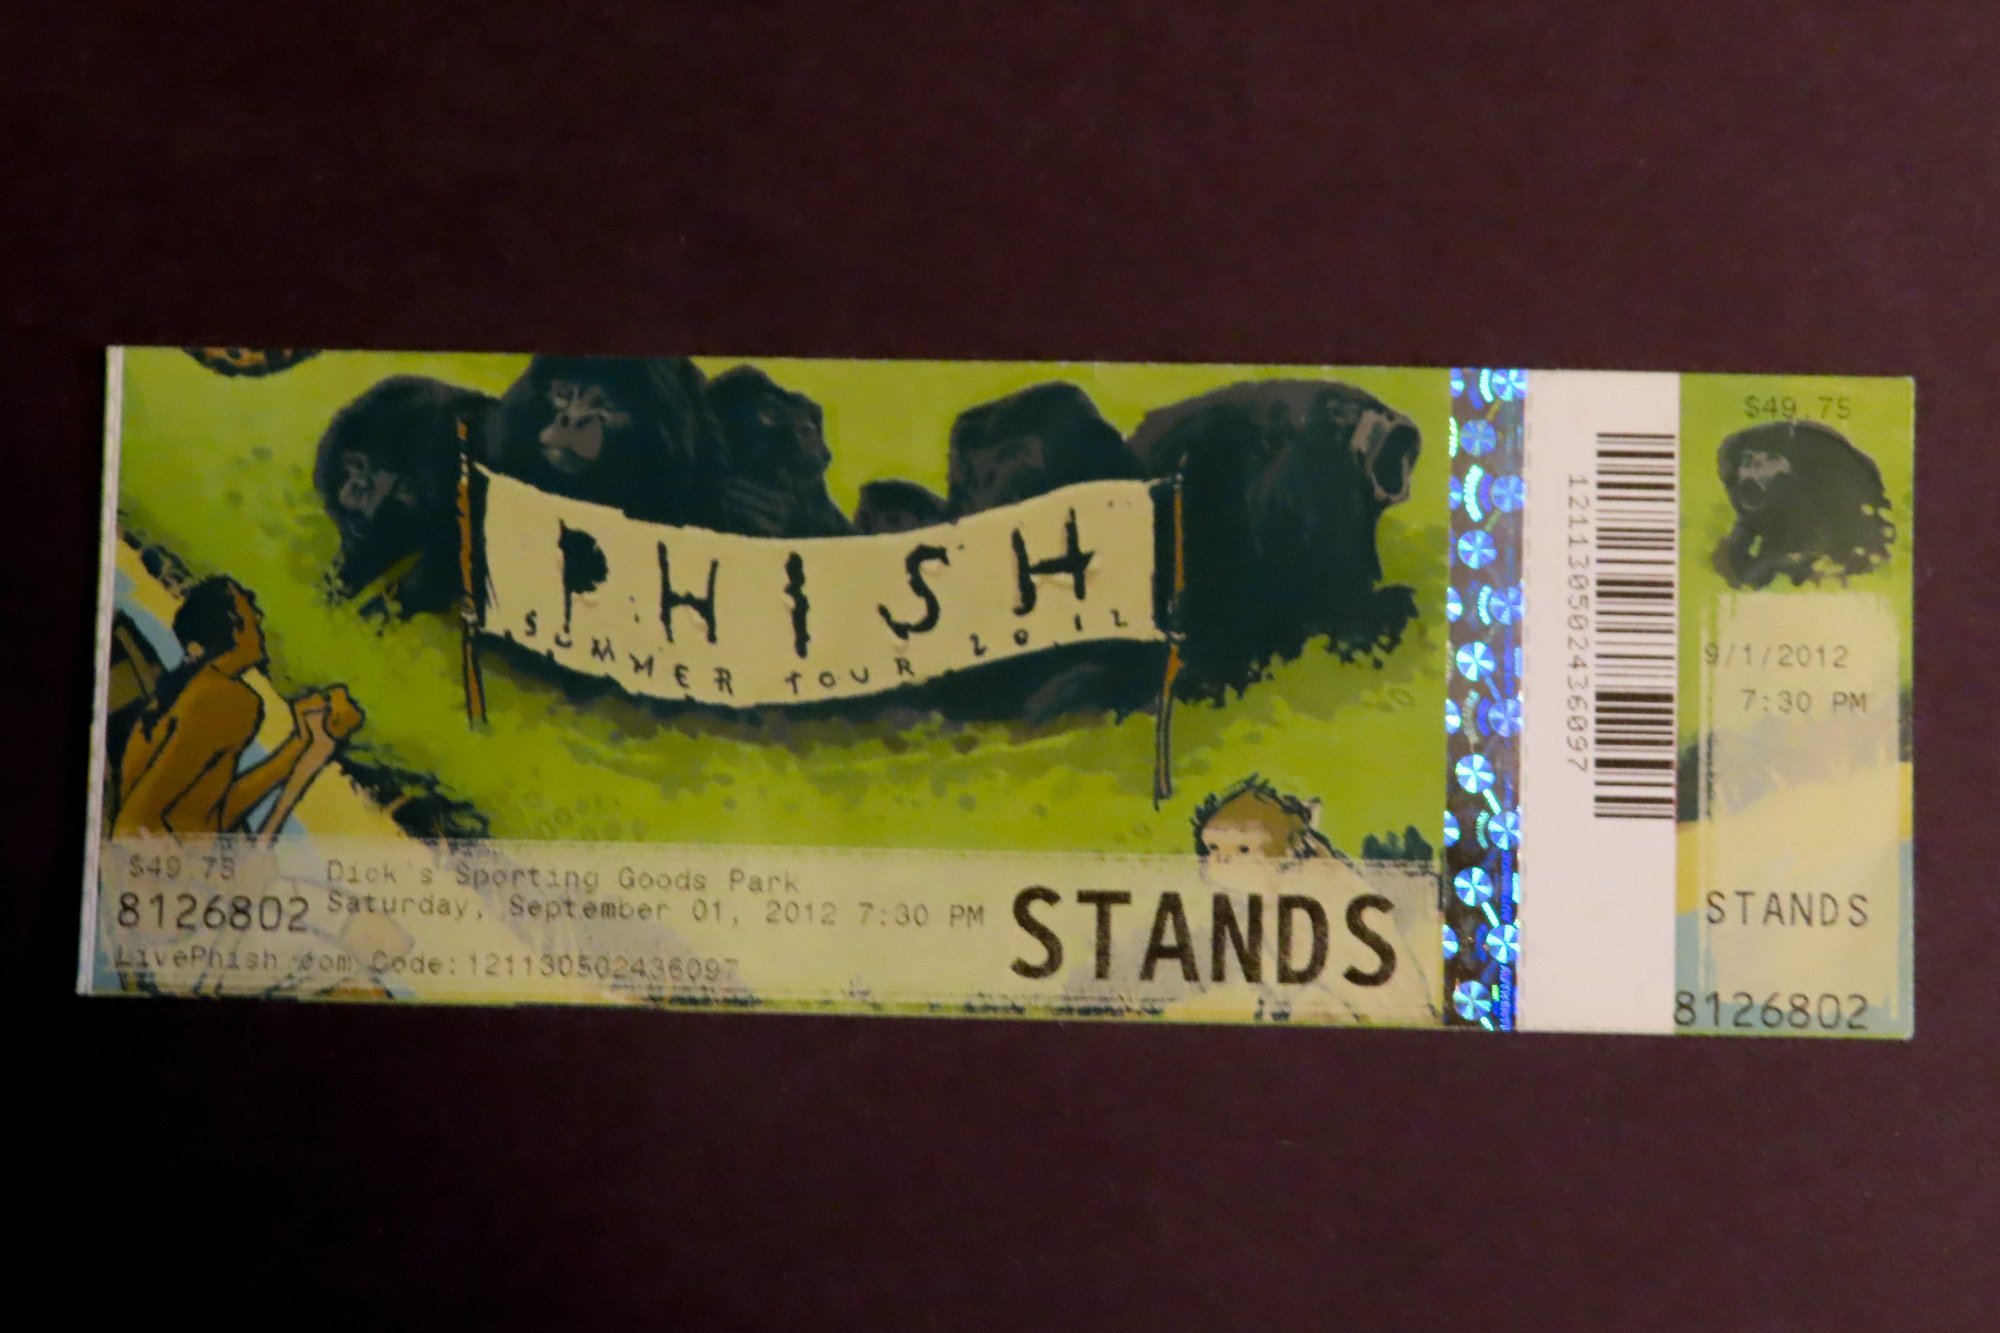 PHISH
SUMMER TOUR 2012
$49.75
Dick's Sporting Goods Park
8126802
Saturday, September 01, 2012 7:30 PM
LivePhish.com Code:121130502436097
STANDS
121130502436097
$49.75
9/1/2012
7:30 PM
STANDS
8126802